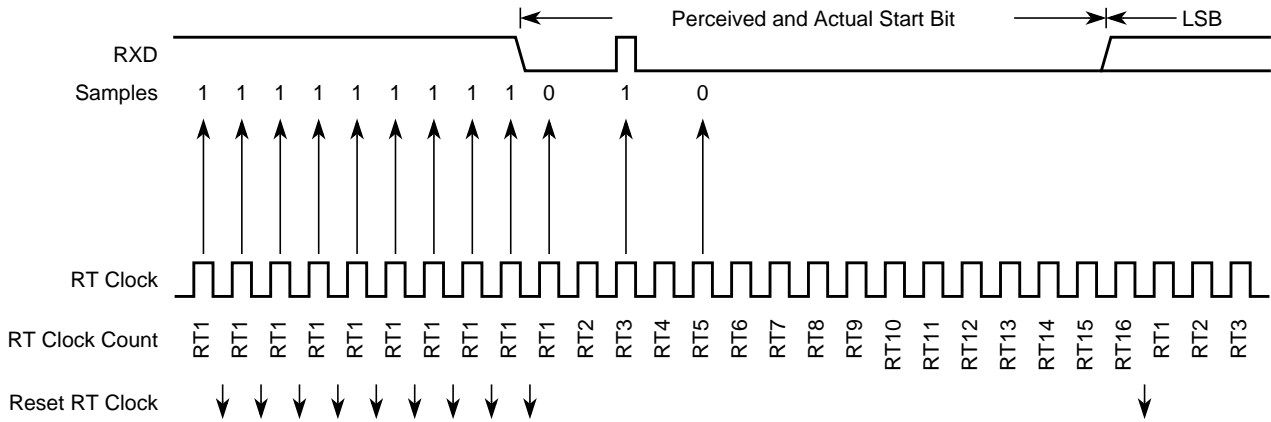 Perceived and Actual Start Bit LSB
RXD
Samples 1 1 1 1 1 1 1 1 1 0 1 0
RT Clock
RT Clock Count RT1 RT1 RT1 RT1 RT1 RT1 RT1 RT1 RT1 RT1 RT2 RT3 RT4 RT5 RT6 RT7 RT8 RT9 RT10 RT11 RT12 RT13 RT14 RT15 RT16 RT1 RT2 RT3
Reset RT Clock